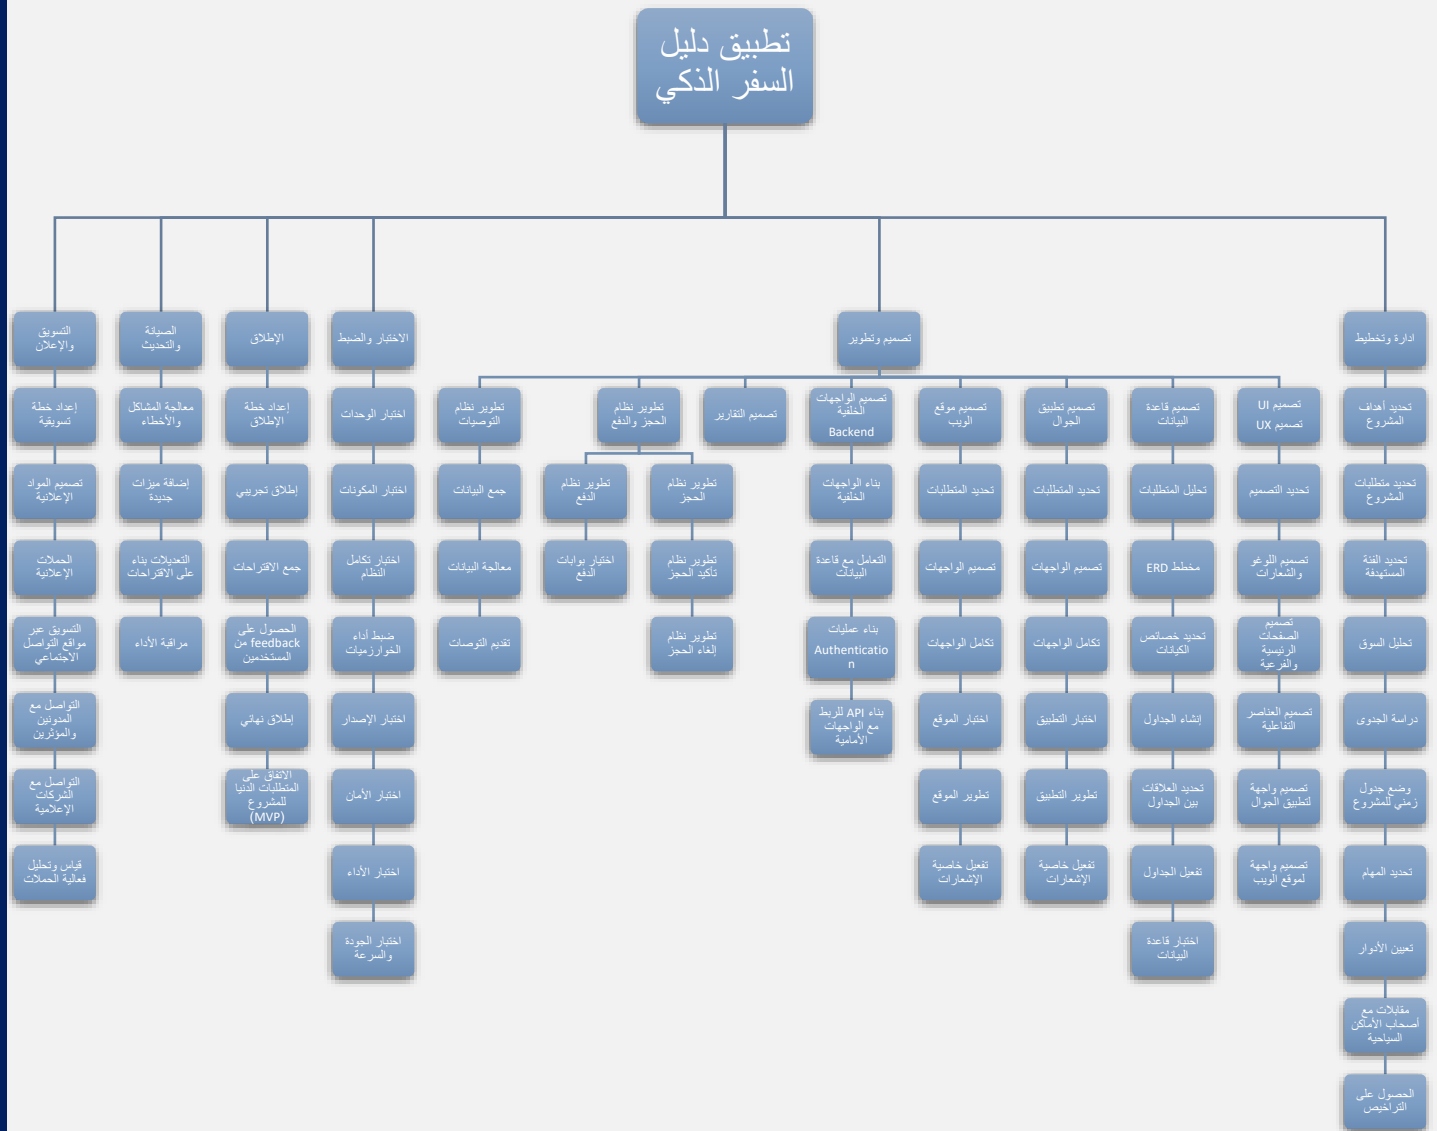 تطبيق دليل
السفر الذكي
ادارة وتخطيط
تصميم وتطوير
الاختبار والضبط
الإطلاق
الصيانة
والتحديث
التسويق
والإعلان
تحديد أهداف
المشروع
تحديد متطلبات
المشروع
تحديد الفئة
المستهدفة
تحليل السوق
دراسة الجدوى
وضع جدول
زمني للمشروع
تحديد المهام
تعيين الأدوار
مقابلات مع
أصحاب الأماكن
السياحية
الحصول على
التراخيص
تصميم UI
تصميم UX
تحديد التصميم
تصميم اللوغو
والشعارات
تصميم
الصفحات
الرئيسية
والفرعية
تصميم العناصر
التفاعلية
تصميم واجهة
لتطبيق الجوال
تصميم واجهة
لموقع الويب
تصميم قاعدة
البيانات
تحليل المتطلبات
مخطط ERD
تحديد خصائص
الكيانات
إنشاء الجداول
تحديد العلاقات
بين الجداول
تفعيل الجداول
اختبار قاعدة
البيانات
تصميم تطبيق
الجوال
تحديد المتطلبات
تصميم الواجهات
تكامل الواجهات
اختبار التطبيق
تطوير التطبيق
تفعيل خاصية
الإشعارات
تصميم موقع
الويب
تحديد المتطلبات
تصميم الواجهات
تكامل الواجهات
اختبار الموقع
تطوير الموقع
تفعيل خاصية
الإشعارات
تصميم الواجهات
الخلفية
Backend
بناء الواجهات
الخلفية
التعامل مع قاعدة
البيانات
بناء عمليات
Authenticatio
n
بناء API للربط
مع الواجهات
الأمامية
تصميم التقارير
تطوير نظام
الحجز والدفع
تطوير نظام
الحجز
تطوير نظام
تأكيد الحجز
تطوير نظام
إلغاء الحجز
تطوير نظام
الدفع
اختيار بوابات
الدفع
تطوير نظام
التوصيات
جمع البيانات
معالجة البيانات
تقديم التوصات
اختبار الوحدات
اختبار المكونات
اختبار تكامل
النظام
ضبط أداء
الخوارزميات
اختبار الإصدار
اختبار الأمان
اختبار الأداء
اختبار الجودة
والسرعة
إعداد خطة
الإطلاق
إطلاق تجريبي
جمع الاقتراحات
الحصول على
feedback من
المستخدمين
إطلاق نهائي
الاتفاق على
المتطلبات الدنيا
للمشروع
(MVP)
معالجة المشاكل
والأخطاء
إضافة ميزات
جديدة
التعديلات بناء
على الاقتراحات
مراقبة الأداء
إعداد خطة
تسويقية
تصميم المواد
الإعلانية
الحملات
الإعلانية
التسويق عبر
مواقع التواصل
الاجتماعي
التواصل مع
المدونين
والمؤثرين
التواصل مع
الشركات
الإعلامية
قياس وتحليل
فعالية الحملات